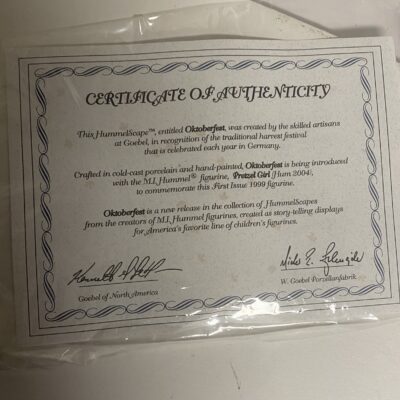 CERTIFICATE OF AUTHENTICITY
This HummelScape™, entitled Oktoberfest, was created by the skilled artisans
at Goebel, in recognition of the traditional harvest festival
that is celebrated each year in Germany.
Crafted in cold-cast porcelain and hand-painted, Oktoberfest is being introduced
with the M.I. Hummel® figurine, Pretzel Girl (Hum 2004),
to commemorate this First Issue 1999 figurine.
Oktoberfest is a new release in the collection of HummelScapes
from the creators of M.I. Hummel figurines, created as story-telling displays
for America's favorite line of children's figurines.
Goebel of North America
W. Goebel Porzellanfabrik